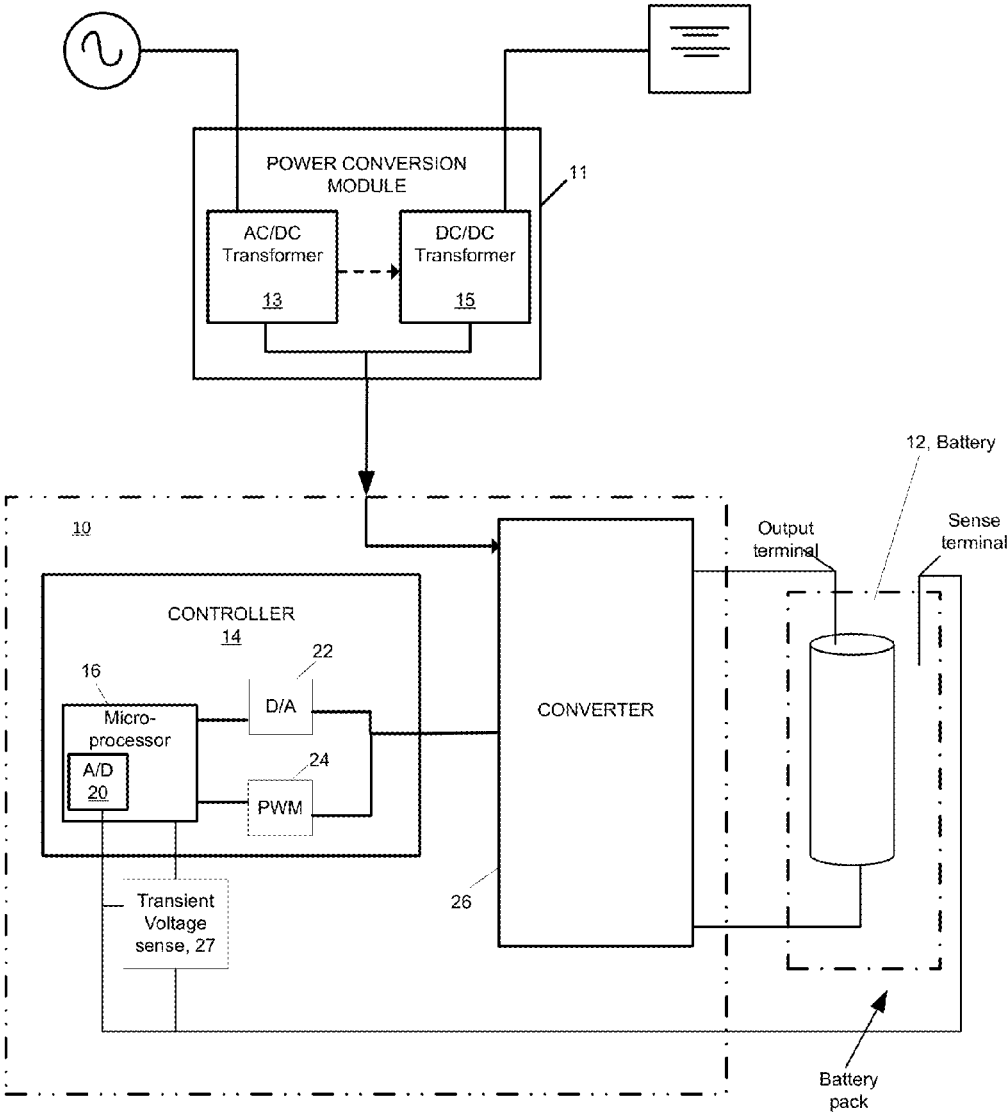 POWER CONVERSION
MODULE
11
AC/DC
Transformer
13
DC/DC
Transformer
15
12, Battery
10
Output
terminal
Sense
terminal
CONTROLLER
14
16
Micro-
processor
A/D
20
22
D/A
24
PWM
CONVERTER
26
Transient
Voltage
sense, 27
Battery
pack